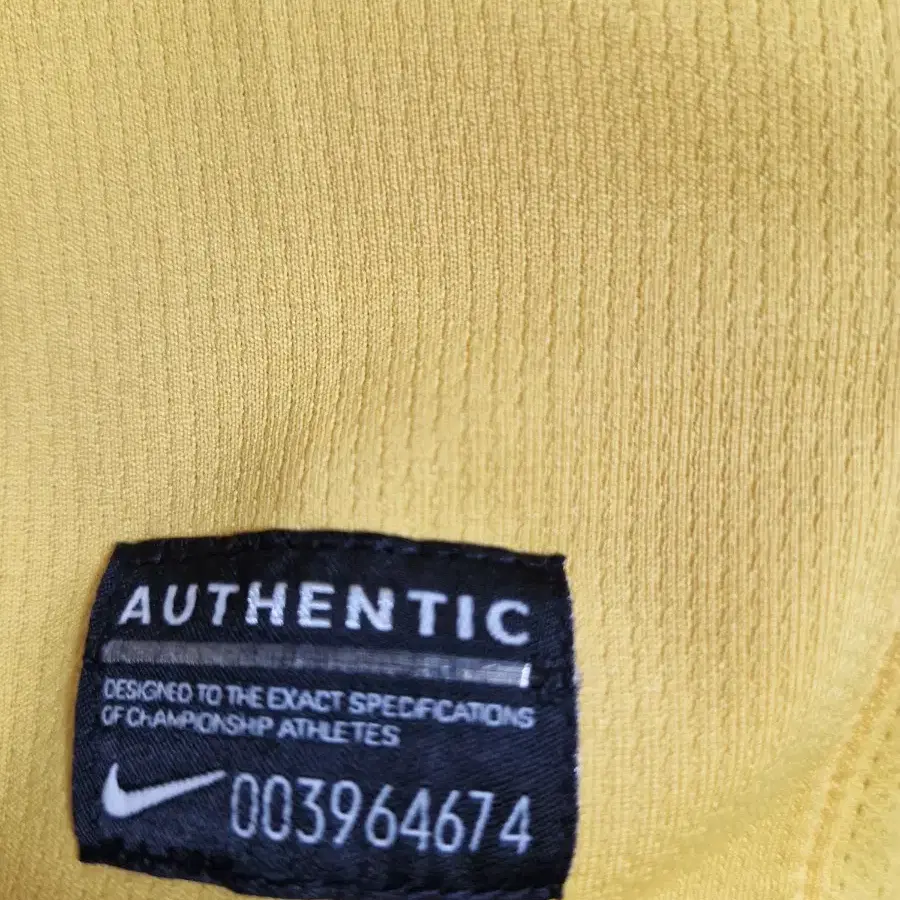 AUTHENTIC
DESIGNED TO THE EXACT SPECIFICATIONS
OF CHAMPIONSHIP ATHLETES
003964674